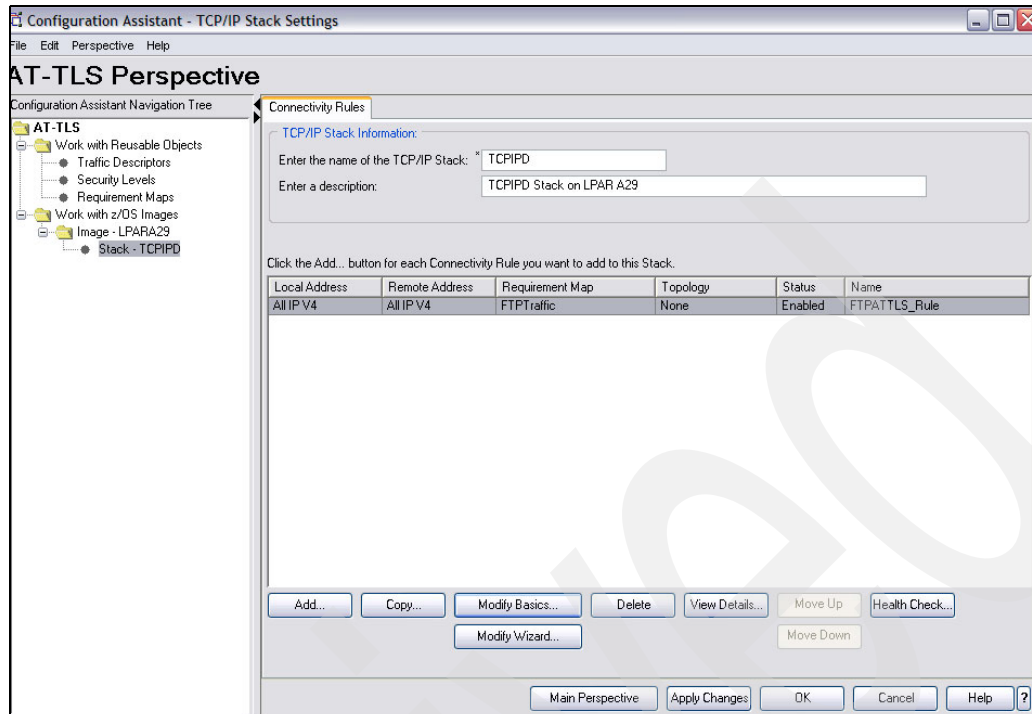 Configuration Assistant - TCP/IP Stack Settings
File Edit Perspective Help
AT-TLS Perspective
Configuration Assistant Navigation Tree
AT-TLS
Work with Reusable Objects
Traffic Descriptors
Security Levels
Requirement Maps
Work with z/OS Images
Image - LPARA29
Stack - TCPIPD
Connectivity Rules
TCP/IP Stack Information:
Enter the name of the TCP/IP Stack: * TCPIPD
Enter a description: TCPIPD Stack on LPAR A29
Click the Add... button for each Connectivity Rule you want to add to this Stack.
Local Address Remote Address Requirement Map Topology Status Name
All IP V4 All IP V4 FTPTraffic None Enabled FTPATTLS_Rule
Add... Copy... Modify Basics... Delete View Details... Move Up Health Check...
Modify Wizard... Move Down
Main Perspective Apply Changes OK Cancel Help ?